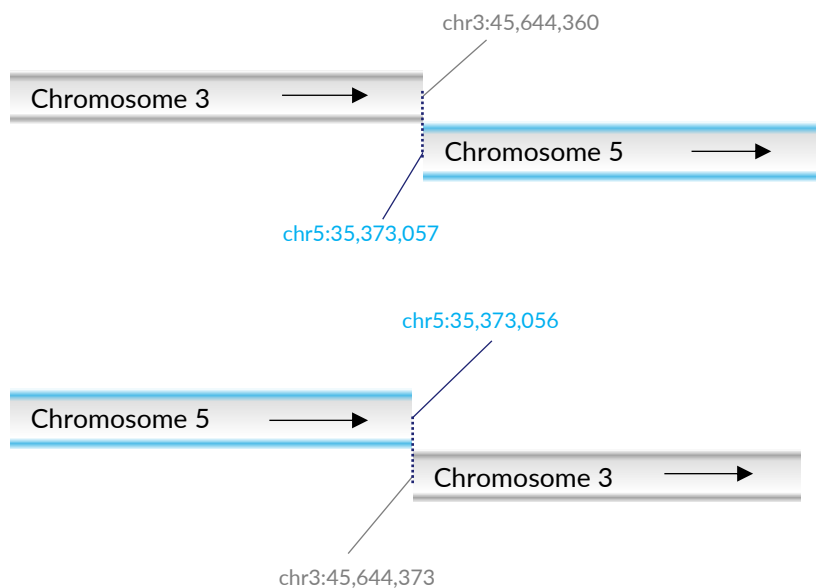 chr3:45,644,360
Chromosome 3
Chromosome 5
chr5:35,373,057
chr5:35,373,056
Chromosome 5
Chromosome 3
chr3:45,644,373